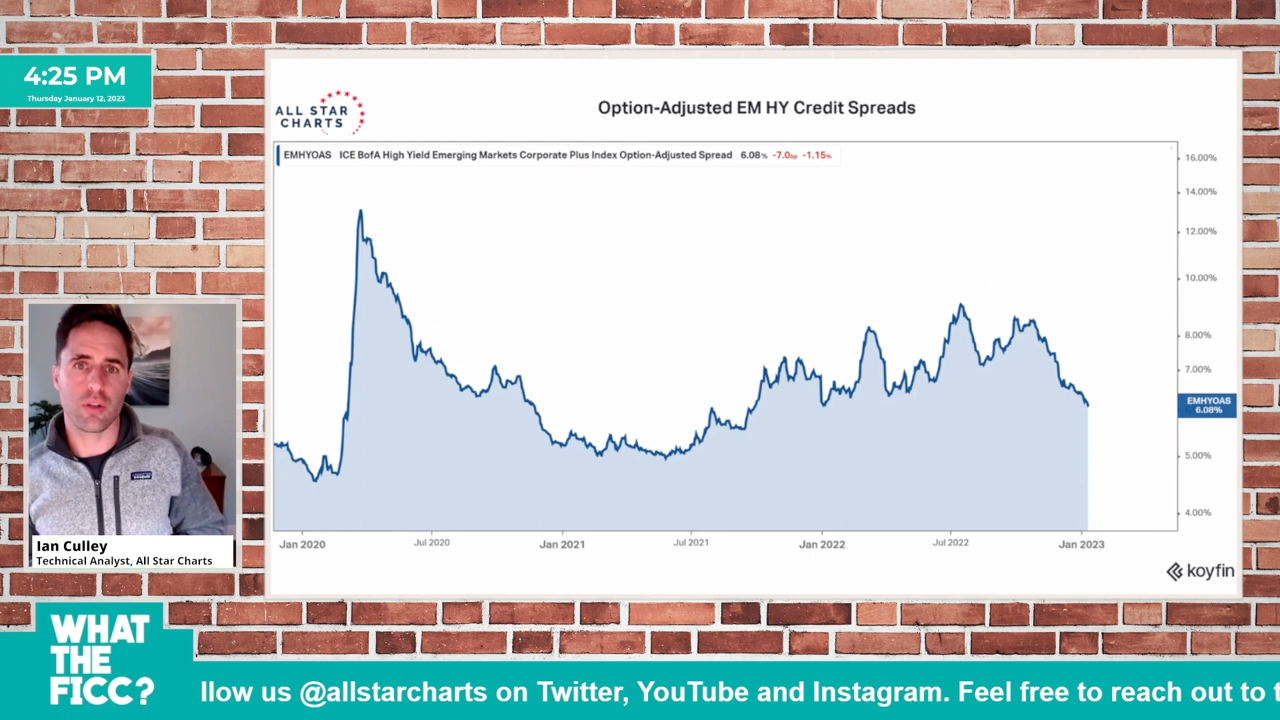 4:25 PM
Thursday January 12, 2023
ALL STAR
CHARTS
Option-Adjusted EM HY Credit Spreads
EMHYOAS ICE BofA High Yield Emerging Markets Corporate Plus Index Option-Adjusted Spread 6.08% -7.0bp -1.15%
16.00%
14.00%
12.00%
10.00%
8.00%
7.00%
EMHYOAS
6.08%
5.00%
4.00%
Jan 2020 Jul 2020 Jan 2021 Jul 2021 Jan 2022 Jul 2022 Jan 2023
koyfin
patagonia
Ian Culley
Technical Analyst, All Star Charts
WHAT
THE
FICC?
llow us @allstarcharts on Twitter, YouTube and Instagram. Feel free to reach out to t